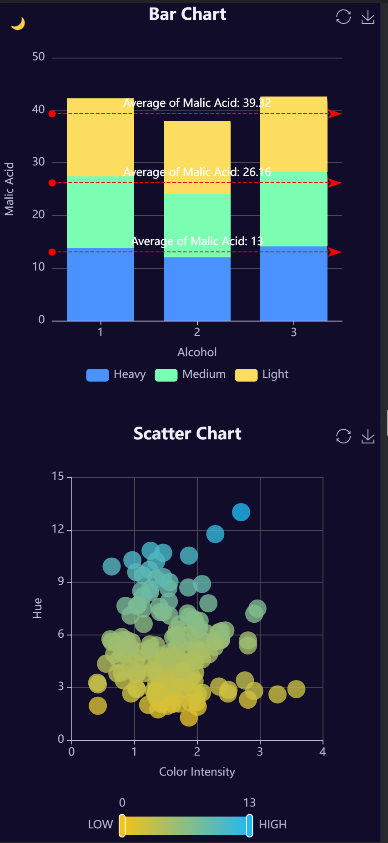 Bar Chart
50
40
30
20
10
0
Malic Acid
Average of Malic Acid: 39.32
Average of Malic Acid: 26.16
Average of Malic Acid: 13
1 2 3
Alcohol
Heavy Medium Light
Scatter Chart
15
12
9
6
3
0
Hue
0 1 2 3 4
Color Intensity
0 13
LOW HIGH